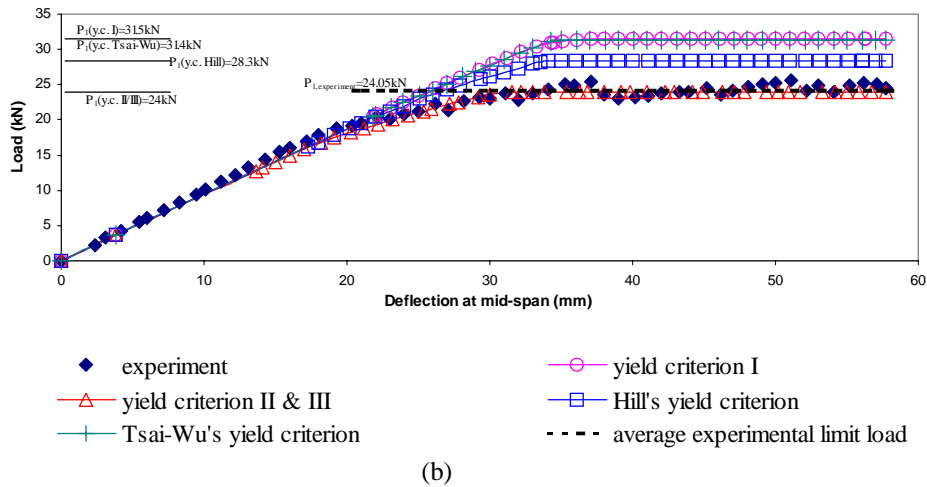 P₁(y.c. I)=31.5kN
P₁(y.c. Tsai-Wu)=31.4kN
P₁(y.c. Hill)=28.3kN
P₁,experiment=24.05kN
P₁(y.c. II/III)=24kN
35
30
25
20
15
10
5
0
Load (kN)
0 10 20 30 40 50 60
Deflection at mid-span (mm)
experiment
yield criterion I
yield criterion II & III
Hill's yield criterion
Tsai-Wu's yield criterion
average experimental limit load
(b)